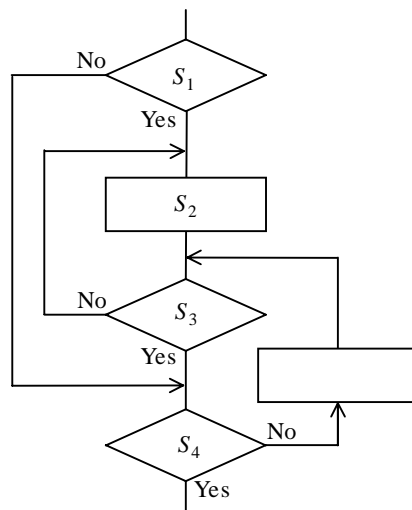 No
S₁
Yes
S₂
No
S₃
Yes
S₄
No
Yes